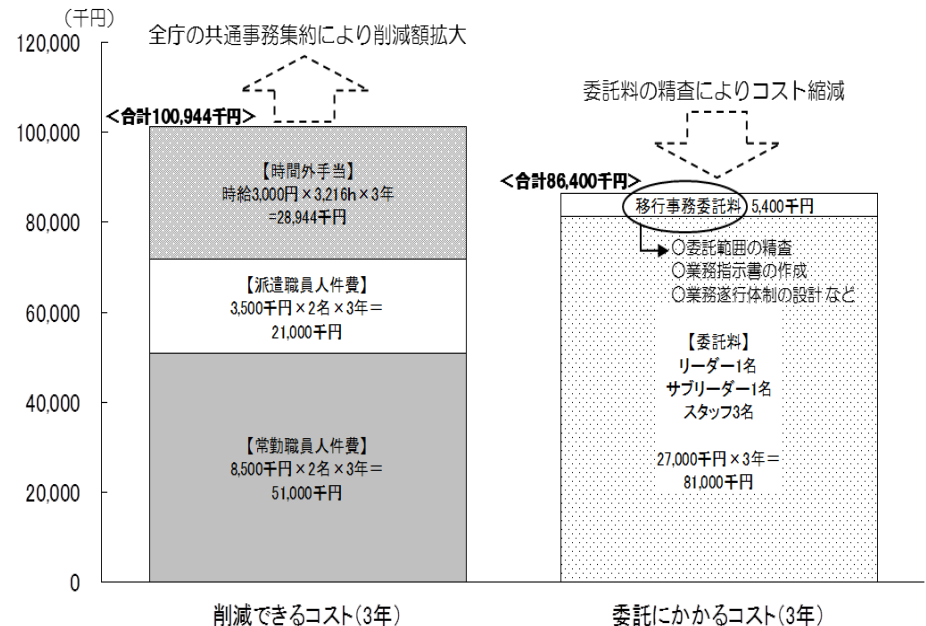 （千円）
全庁の共通事務集約により削減額拡大
委託料の精査によりコスト縮減
120,000
100,000
80,000
60,000
40,000
20,000
0
＜合計100,944千円＞
【時間外手当】
時給3,000円×3,216h×3年
=28,944千円
【派遣職員人件費】
3,500千円×2名×3年＝
21,000千円
【常勤職員人件費】
8,500千円×2名×3年＝
51,000千円
＜合計86,400千円＞
移行事務委託料 5,400千円
○委託範囲の精査
○業務指示書の作成
○業務遂行体制の設計など
【委託料】
リーダー1名
サブリーダー1名
スタッフ3名
27,000千円×3年＝
81,000千円
削減できるコスト（3年）
委託にかかるコスト（3年）